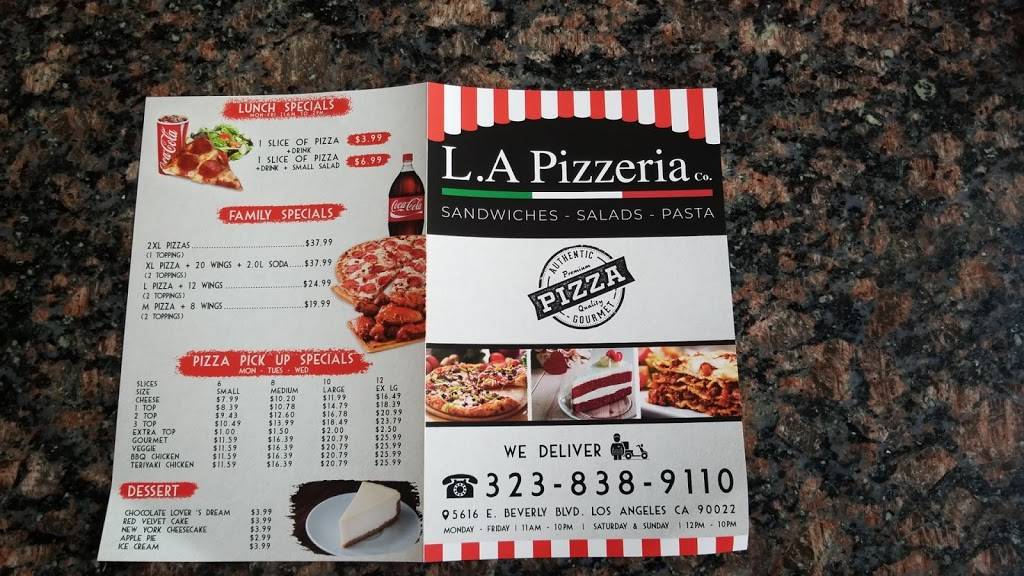 LUNCH SPECIALS
MON-FRI 11AM TO 2PM
1 SLICE OF PIZZA $3.99
+DRINK
1 SLICE OF PIZZA $6.99
+DRINK + SMALL SALAD
Coca-Cola
Coca-Cola
FAMILY SPECIALS
2XL PIZZAS.............................$37.99
(1 TOPPING)
XL PIZZA + 20 WINGS + 2.0L SODA......$37.99
(2 TOPPINGS)
L PIZZA + 12 WINGS....................$24.99
(2 TOPPINGS)
M PIZZA + 8 WINGS....................$19.99
(2 TOPPINGS)
PIZZA PICK UP SPECIALS
MON - TUES - WED
SLICES 6 8 10 12
SIZE SMALL MEDIUM LARGE EX LG
CHEESE $7.99 $10.20 $11.99 $16.49
1 TOP $8.39 $10.78 $14.79 $18.39
2 TOP $9.43 $12.60 $16.78 $20.99
3 TOP $10.49 $13.99 $18.49 $23.79
EXTRA TOP $1.00 $1.50 $2.00 $2.50
GOURMET $11.59 $16.39 $20.79 $25.99
VEGGIE $11.59 $16.39 $20.79 $25.99
BBQ CHICKEN $11.59 $16.39 $20.79 $25.99
TERIYAKI CHICKEN $11.59 $16.39 $20.79 $25.99
DESSERT
CHOCOLATE LOVER 'S DREAM $3.99
RED VELVET CAKE $3.99
NEW YORK CHEESECAKE $3.99
APPLE PIE $2.99
ICE CREAM $3.99
L.A Pizzeria Co.
SANDWICHES - SALADS - PASTA
AUTHENTIC
Premium
PIZZA
Quality
- GOURMET -
WE DELIVER
323-838-9110
5616 E. BEVERLY BLVD. LOS ANGELES CA 90022
MONDAY - FRIDAY | 11AM - 10PM | SATURDAY & SUNDAY | 12PM - 10PM